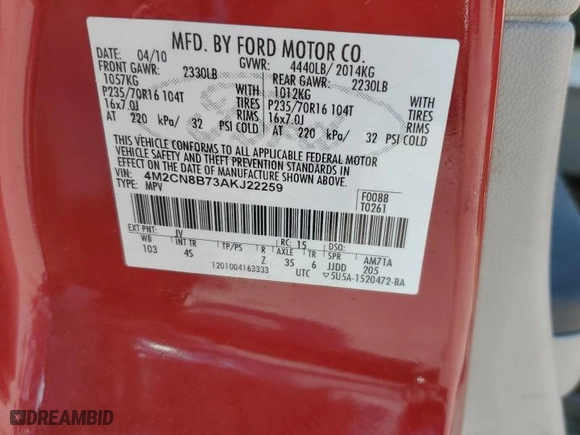 MFD. BY FORD MOTOR CO.
DATE: 04/10 GVWR: 4440LB/ 2014KG
FRONT GAWR: 2330LB REAR GAWR: 2230LB
1057KG WITH 1012KG WITH
P235/70R16 104T TIRES P235/70R16 104T TIRES
16x7.0J RIMS 16x7.0J RIMS
AT 220 kPa/ 32 PSI COLD AT 220 kPa/ 32 PSI COLD
THIS VEHICLE CONFORMS TO ALL APPLICABLE FEDERAL MOTOR
VEHICLE SAFETY AND THEFT PREVENTION STANDARDS IN
EFFECT ON THE DATE OF MANUFACTURE SHOWN ABOVE.
VIN: 4M2CN8B73AKJ22259
TYPE: MPV
F0088
T0261
EXT PNT: JV RC: 15 DSO:
WB INT TR TP/PS R AXLE TR SPR AM71A
103 4S Z 35 6 JJDD 205
1201004163333 UTC ▽5U5A-1520472-BA
DREAMBID